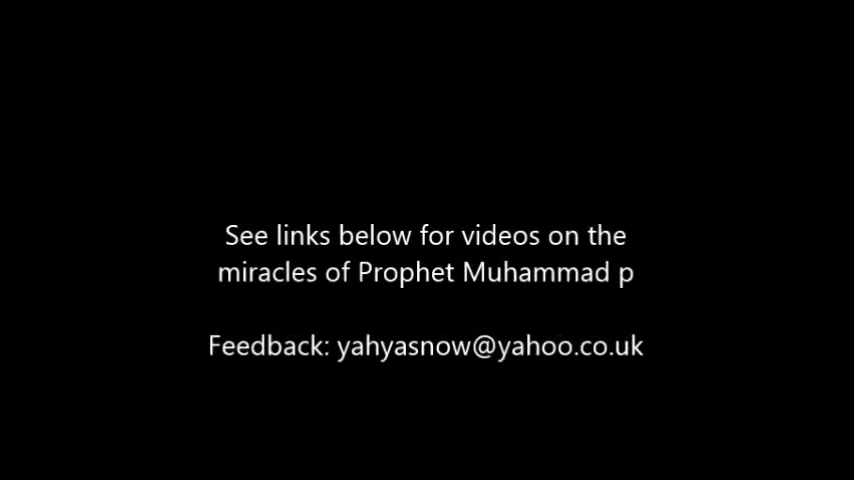 See links below for videos on the
miracles of Prophet Muhammad p
Feedback: yahyasnow@yahoo.co.uk